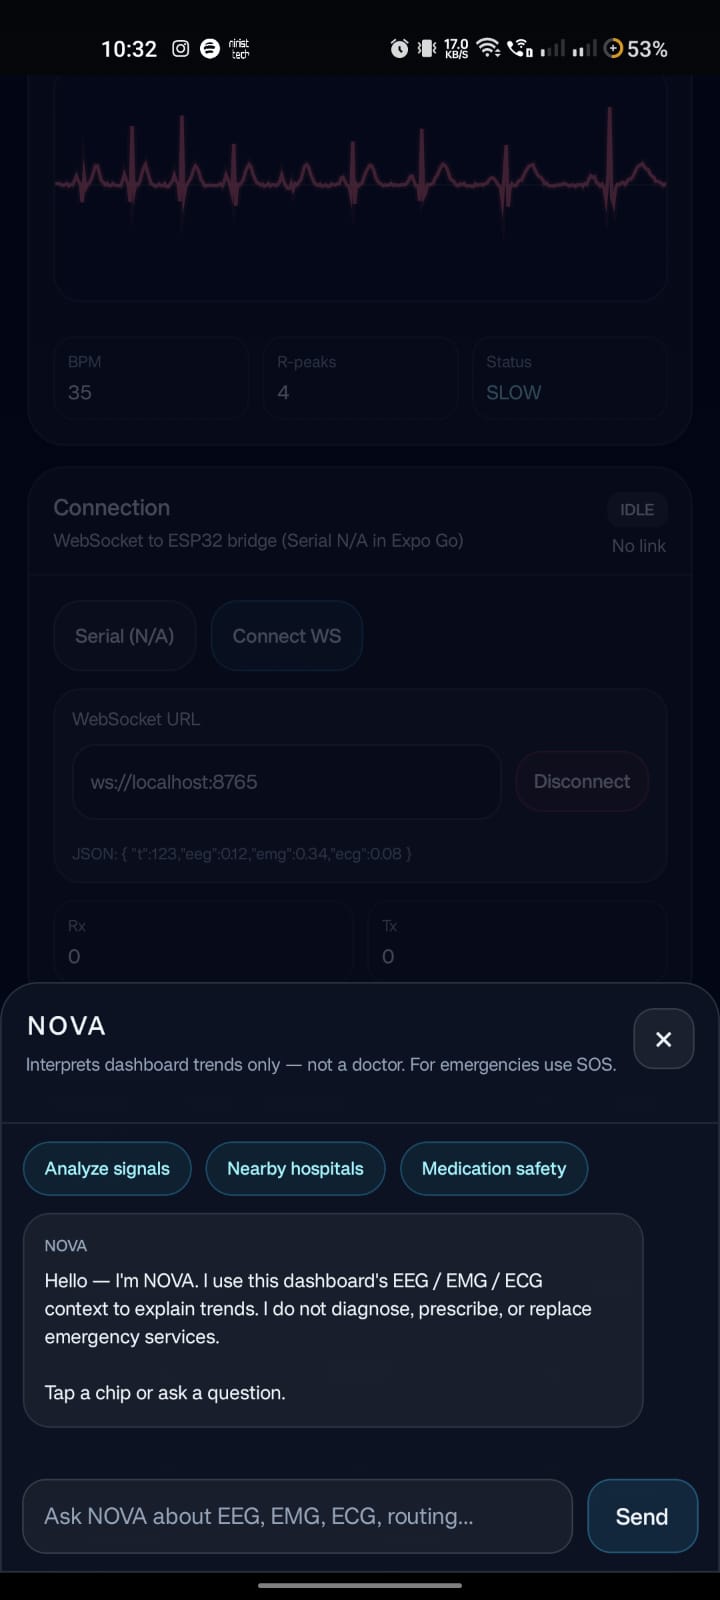 10:32 nirist tech 17.0 KB/S 53%
BPM R-peaks Status
35 4 SLOW
Connection IDLE
WebSocket to ESP32 bridge (Serial N/A in Expo Go) No link
Serial (N/A) Connect WS
WebSocket URL
ws://localhost:8765 Disconnect
JSON: { "t":123,"eeg":0.12,"emg":0.34,"ecg":0.08 }
Rx Tx
0 0
NOVA
Interprets dashboard trends only — not a doctor. For emergencies use SOS.
Analyze signals Nearby hospitals Medication safety
NOVA
Hello — I'm NOVA. I use this dashboard's EEG / EMG / ECG
context to explain trends. I do not diagnose, prescribe, or replace
emergency services.
Tap a chip or ask a question.
Ask NOVA about EEG, EMG, ECG, routing... Send